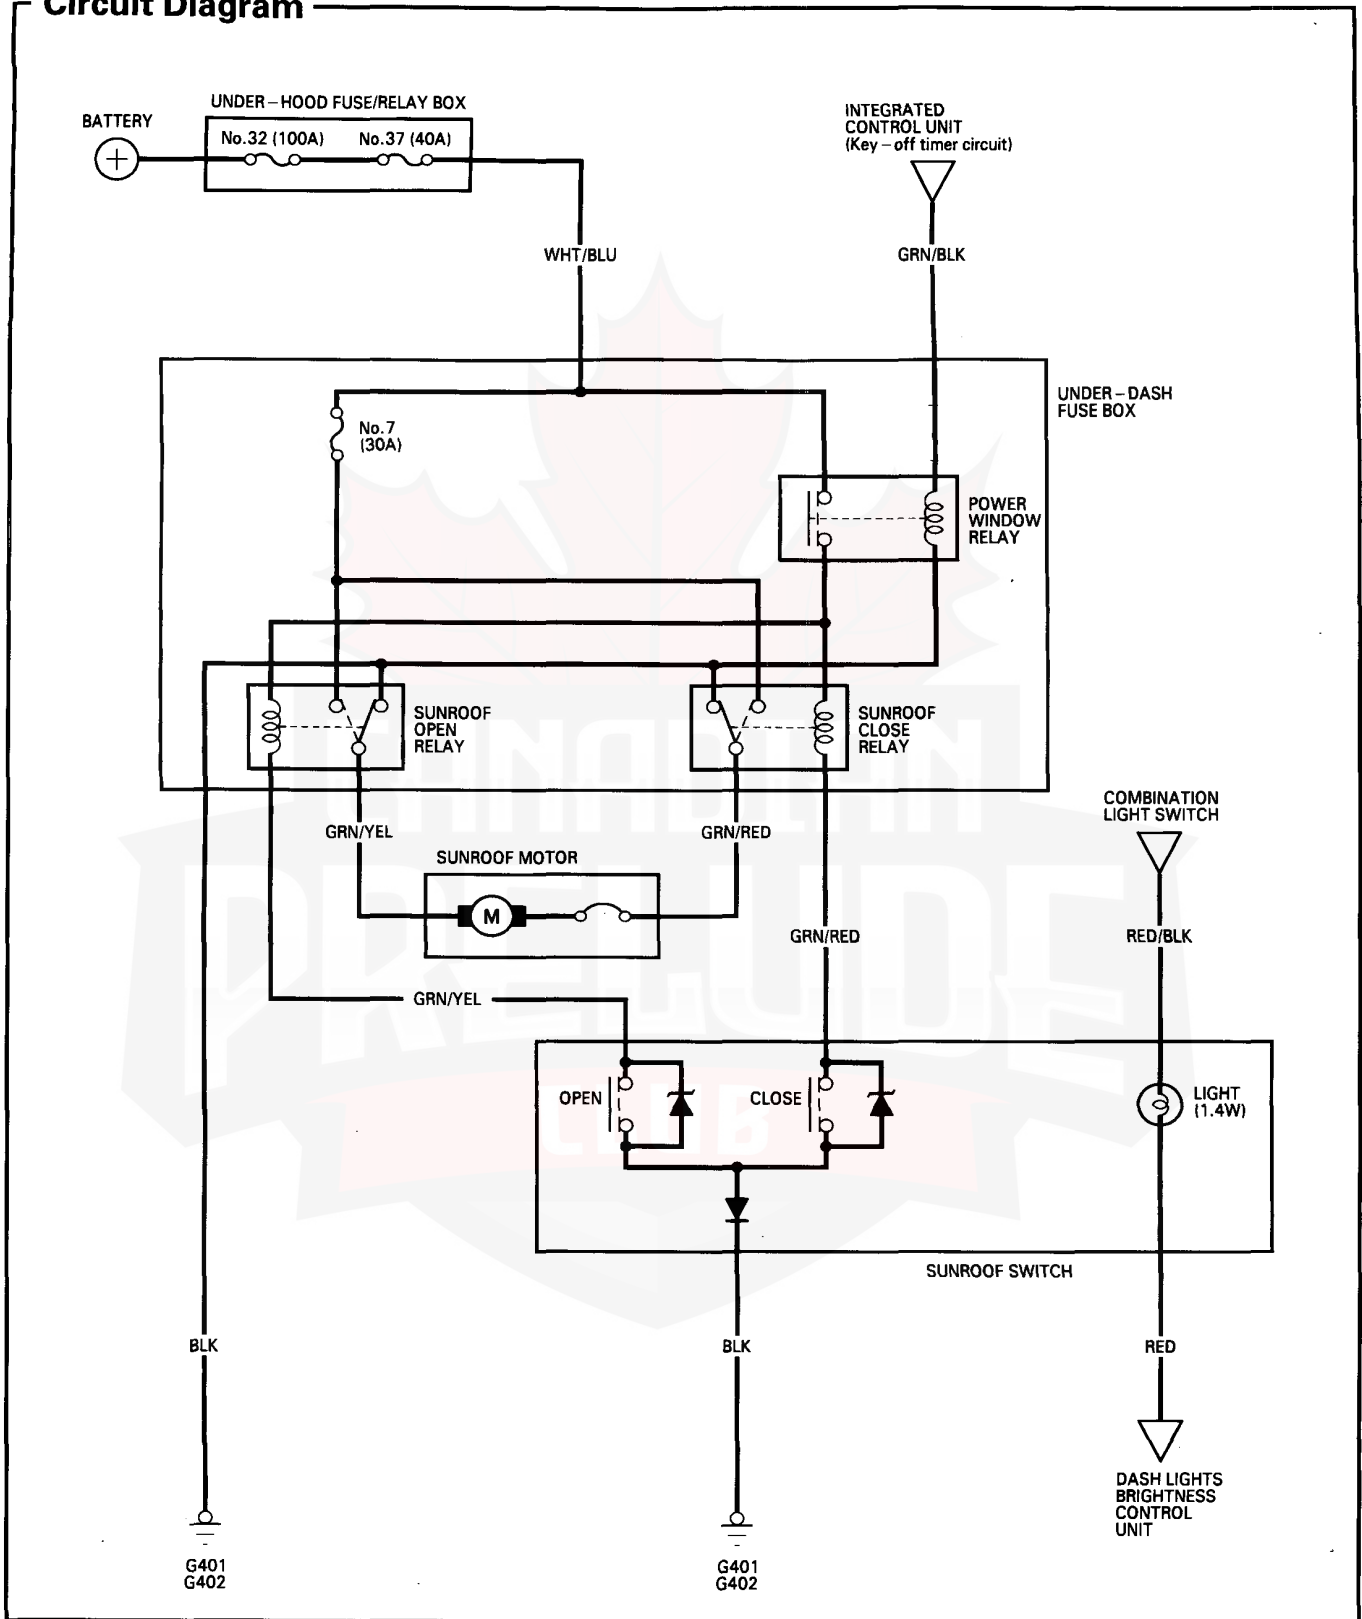 Circuit Diagram
UNDER-HOOD FUSE/RELAY BOX
BATTERY
No.32 (100A) No.37 (40A)
INTEGRATED
CONTROL UNIT
(Key-off timer circuit)
WHT/BLU
GRN/BLK
UNDER-DASH
FUSE BOX
No.7
(30A)
POWER
WINDOW
RELAY
SUNROOF
OPEN
RELAY
SUNROOF
CLOSE
RELAY
CANADIAN
PRELUDE
CLUB
GRN/YEL
GRN/RED
COMBINATION
LIGHT SWITCH
SUNROOF MOTOR
M
GRN/RED
RED/BLK
GRN/YEL
OPEN
CLOSE
LIGHT
(1.4W)
SUNROOF SWITCH
BLK
BLK
RED
G401
G402
G401
G402
DASH LIGHTS
BRIGHTNESS
CONTROL
UNIT